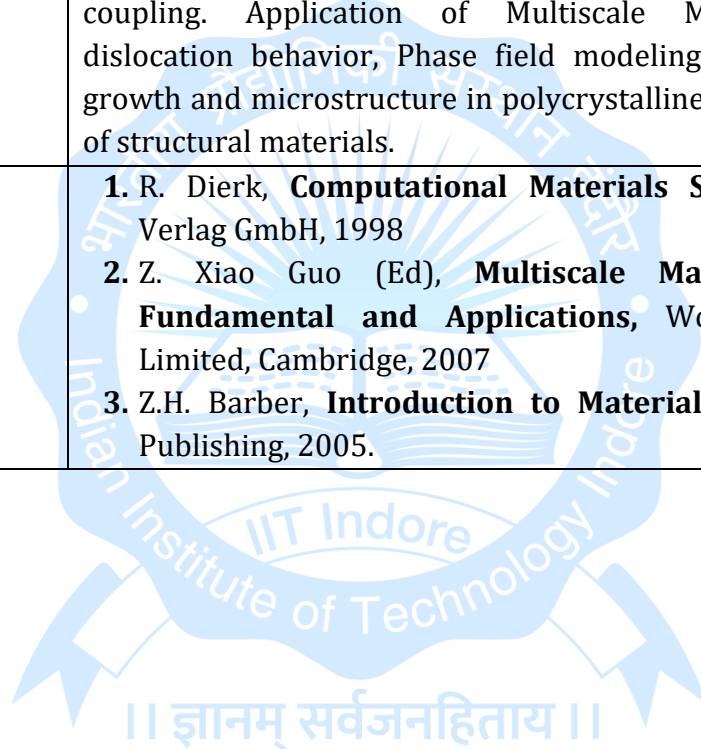 coupling. Application of Multiscale M
dislocation behavior, Phase field modeling
growth and microstructure in polycrystalline
of structural materials.
1. R. Dierk, Computational Materials S
Verlag GmbH, 1998
2. Z. Xiao Guo (Ed), Multiscale Ma
Fundamental and Applications, Wo
Limited, Cambridge, 2007
3. Z.H. Barber, Introduction to Material
Publishing, 2005.
भारतीय प्रौद्योगिकी संस्थान इंदौर
Indian Institute of Technology Indore
IIT Indore
।। ज्ञानम् सर्वजनहिताय ।।